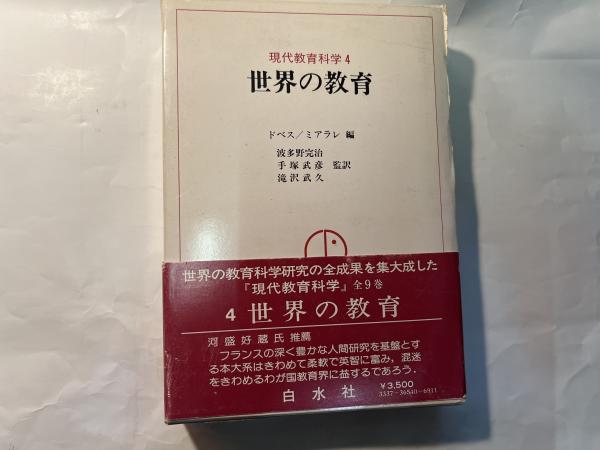 現代教育科学4
世界の教育
ドベス／ミアラレ 編
波多野完治
手塚武彦 監訳
滝沢武久
世界の教育科学研究の全成果を集大成した
『現代教育科学』全9巻
4 世界の教育
河盛好蔵氏推薦
フランスの深く豊かな人間研究を基盤とす
る本大系はきわめて柔軟で英智に富み，混迷
をきわめるわが国教育界に益するであろう．
白水社
￥3,500
3337-36540-6911